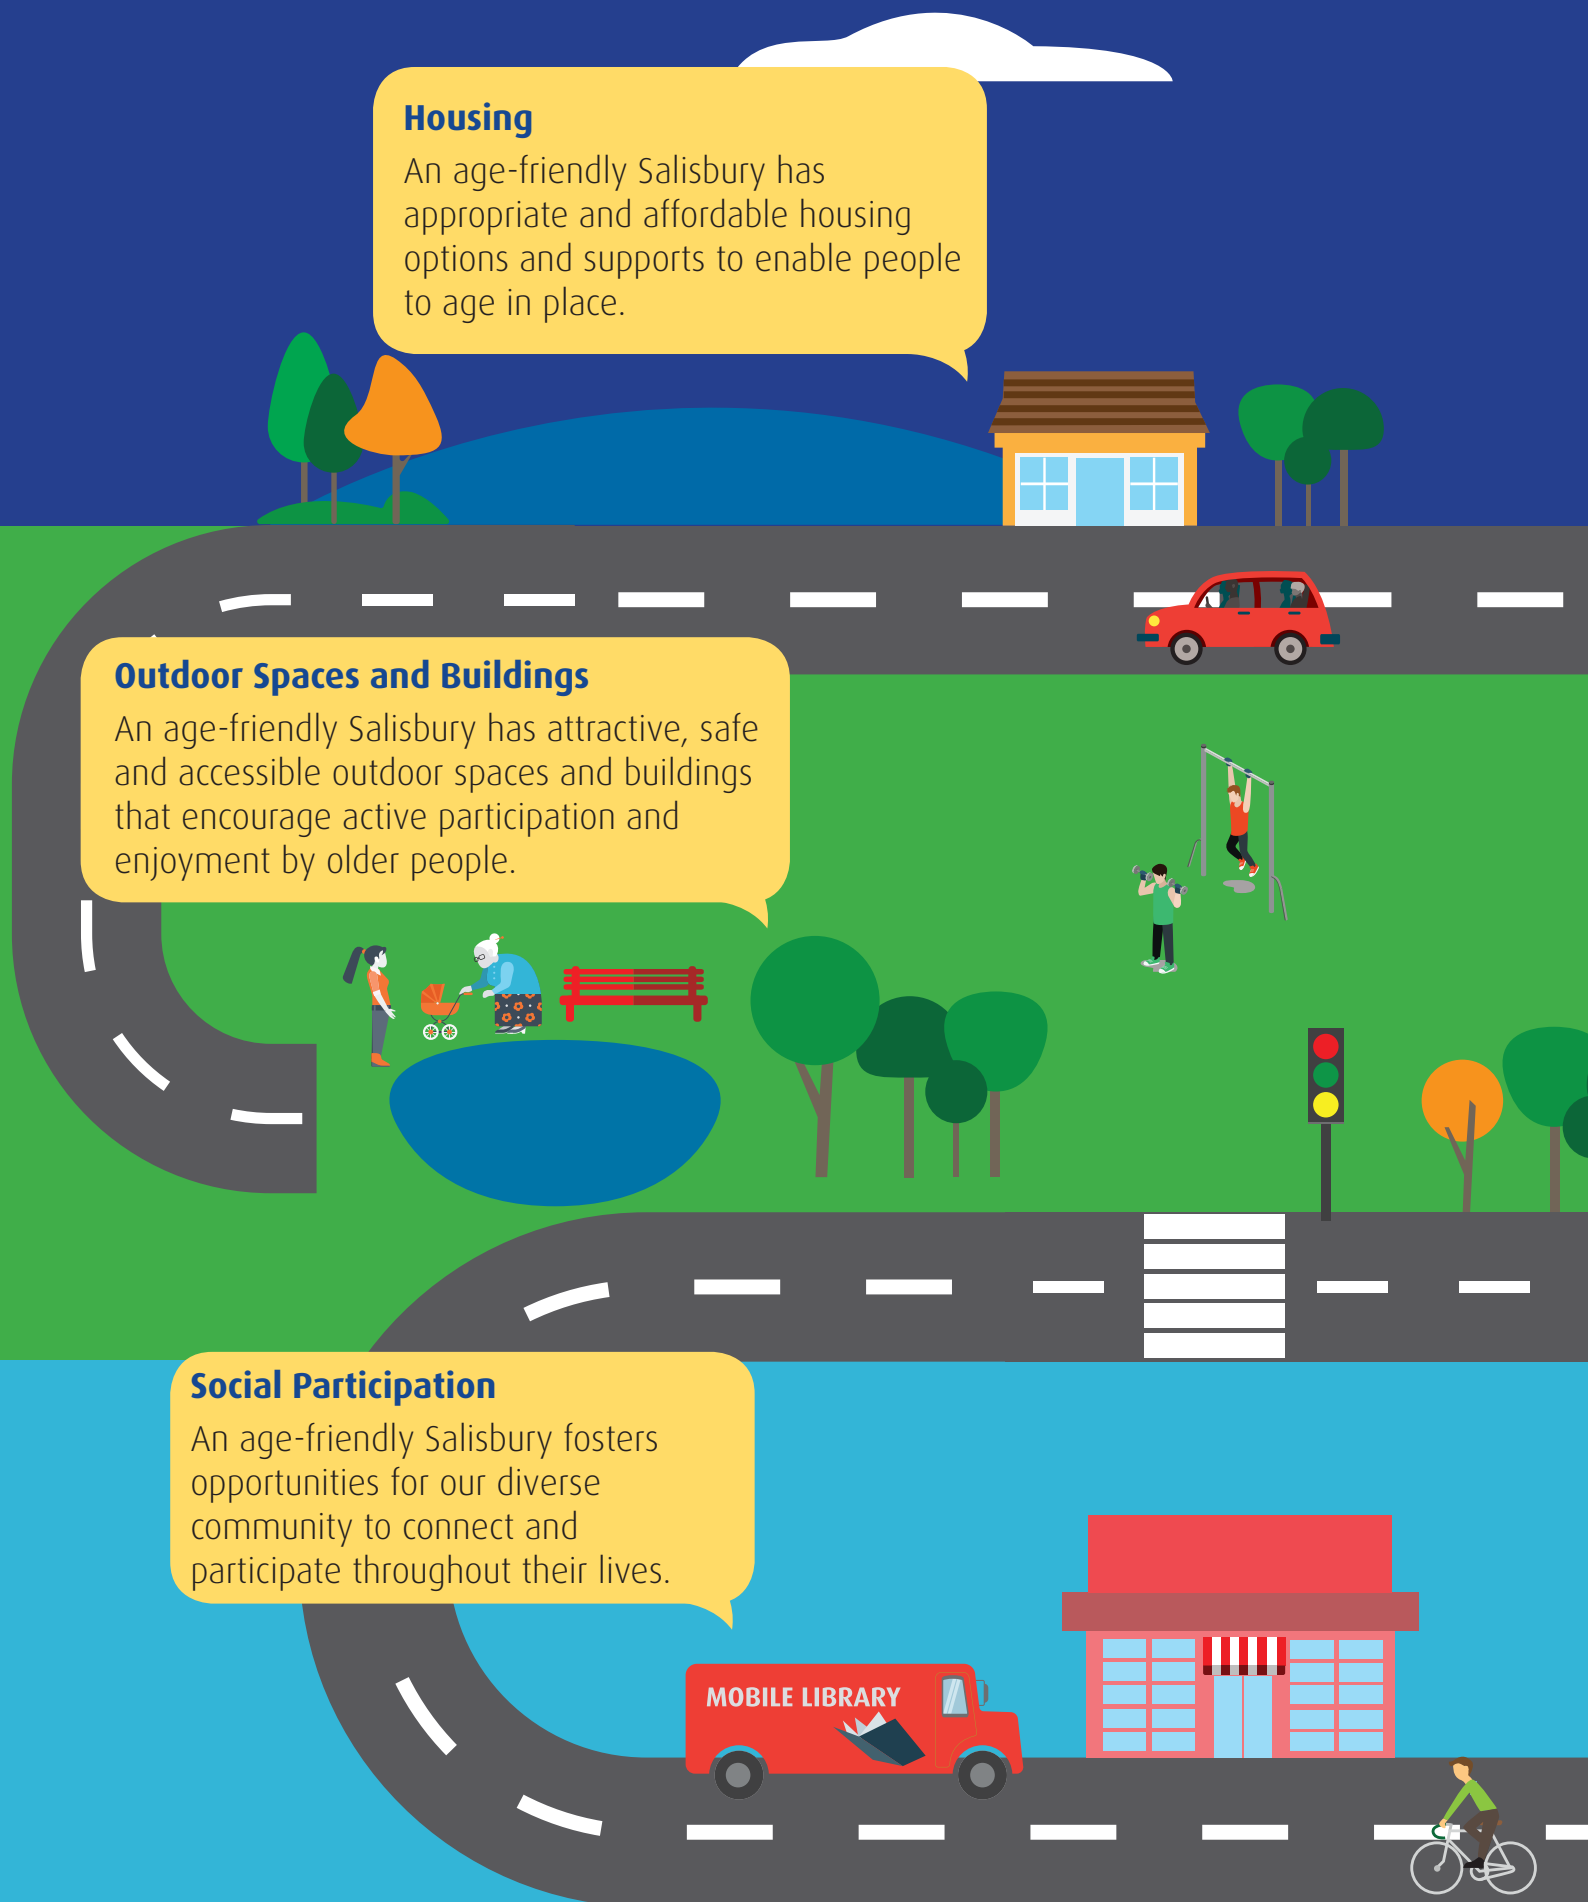 Housing
An age-friendly Salisbury has
appropriate and affordable housing
options and supports to enable people
to age in place.
Outdoor Spaces and Buildings
An age-friendly Salisbury has attractive, safe
and accessible outdoor spaces and buildings
that encourage active participation and
enjoyment by older people.
Social Participation
An age-friendly Salisbury fosters
opportunities for our diverse
community to connect and
participate throughout their lives.
MOBILE LIBRARY